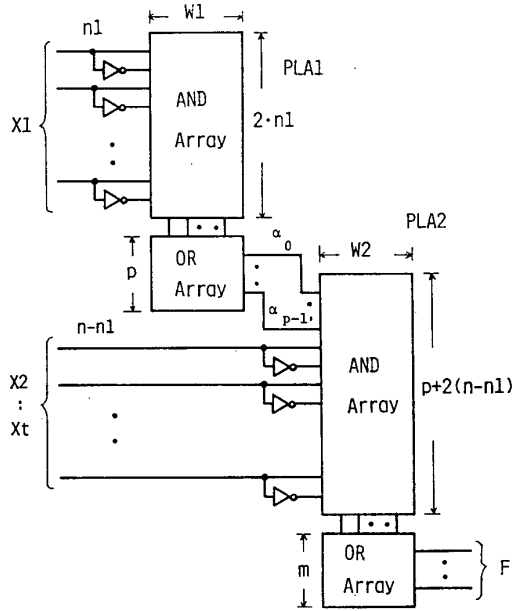 W1
n1
PLA1
AND
Array
2·n1
X1
α0
OR
Array
p
PLA2
W2
αp-1
n-n1
X2
:
Xt
AND
Array
p+2(n-n1)
OR
Array
m
F